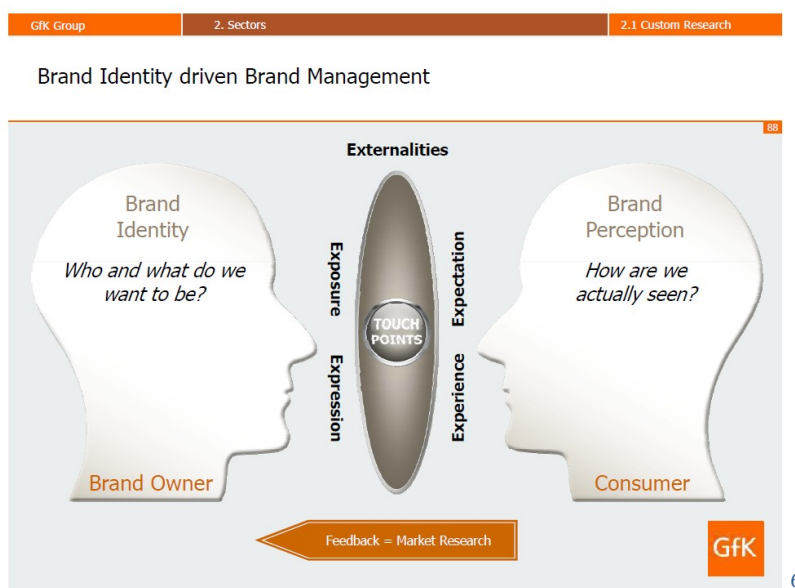 GfK Group
2. Sectors
2.1 Custom Research
Brand Identity driven Brand Management
88
Externalities
Brand
Identity
Who and what do we
want to be?
Exposure
Expression
TOUCH
POINTS
Expectation
Experience
Brand
Perception
How are we
actually seen?
Brand Owner
Consumer
Feedback = Market Research
GfK